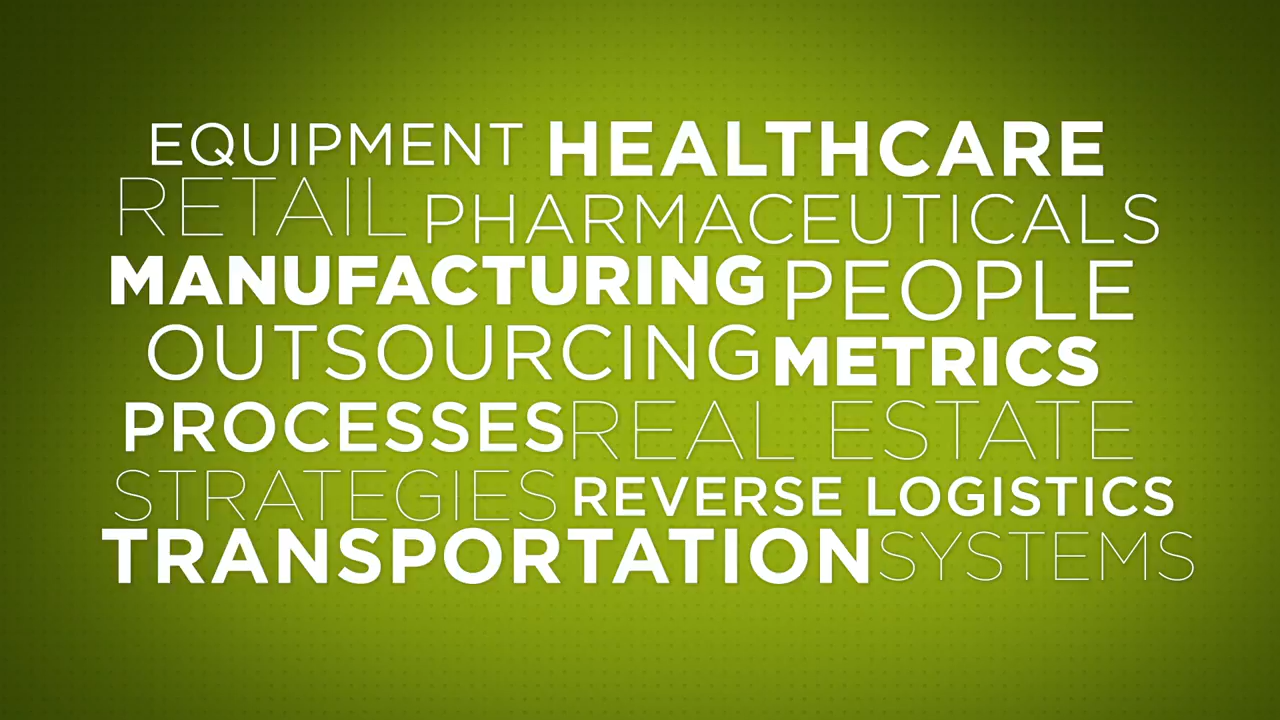 EQUIPMENT HEALTHCARE
RETAIL PHARMACEUTICALS
MANUFACTURING PEOPLE
OUTSOURCING METRICS
PROCESSES REAL ESTATE
STRATEGIES REVERSE LOGISTICS
TRANSPORTATION SYSTEMS